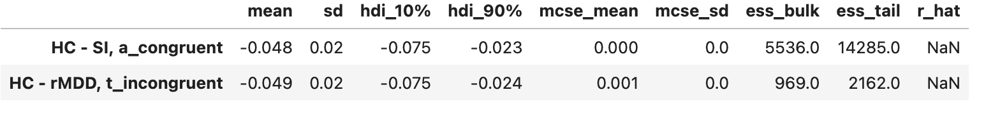 mean sd hdi_10% hdi_90% mcse_mean mcse_sd ess_bulk ess_tail r_hat
HC - SI, a_congruent -0.048 0.02 -0.075 -0.023 0.000 0.0 5536.0 14285.0 NaN
HC - rMDD, t_incongruent -0.049 0.02 -0.075 -0.024 0.001 0.0 969.0 2162.0 NaN